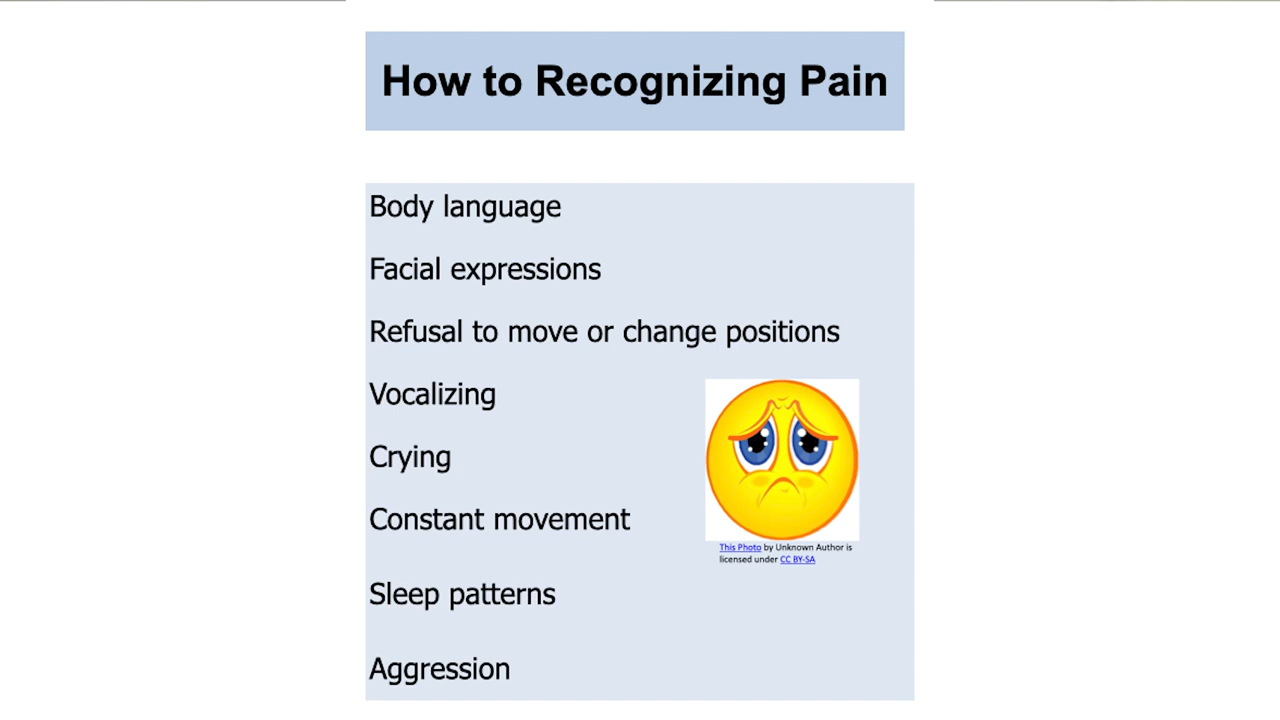 How to Recognizing Pain
Body language
Facial expressions
Refusal to move or change positions
Vocalizing
Crying
Constant movement
This Photo by Unknown Author is
licensed under CC BY-SA
Sleep patterns
Aggression